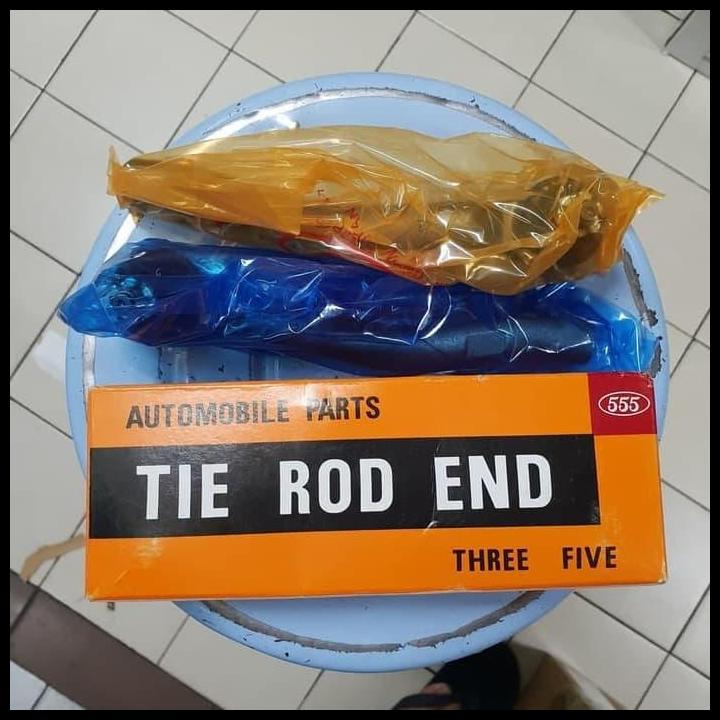 AUTOMOBILE PARTS
555
TIE ROD END
THREE FIVE